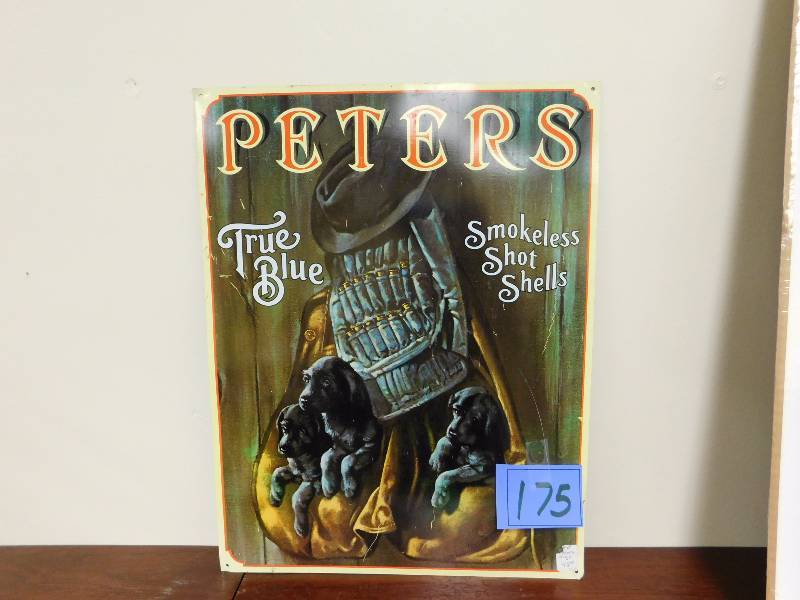 PETERS
True
Blue
Smokeless
Shot
Shells
175